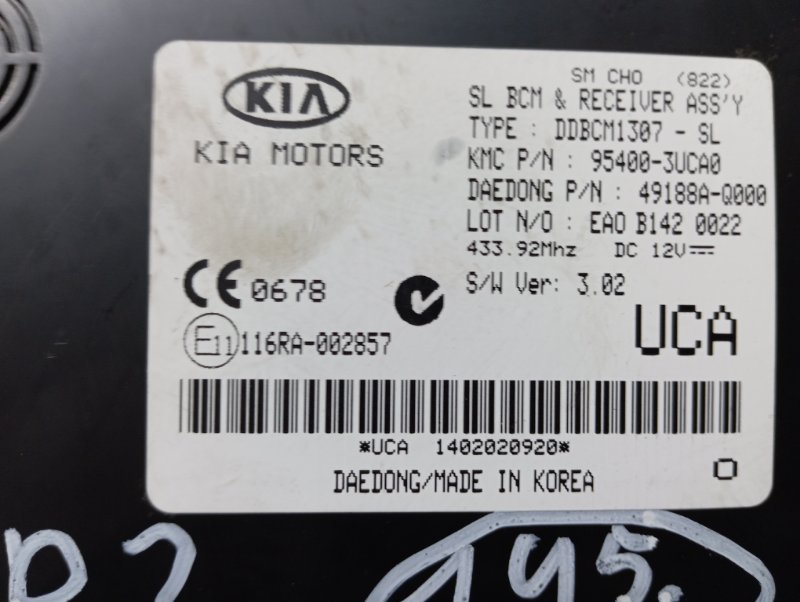 SM CHO (822)
KIA
KIA MOTORS
SL BCM & RECEIVER ASS'Y
TYPE : DDBCM1307 - SL
KMC P/N : 95400-3UCA0
DAEDONG P/N : 49188A-Q000
LOT N/O : EAO B142 0022
433.92Mhz DC 12V
S/W Ver: 3.02
CE 0678
E11 116RA-002857
UCA
*UCA 1402020920*
DAEDONG/MADE IN KOREA
O
145.